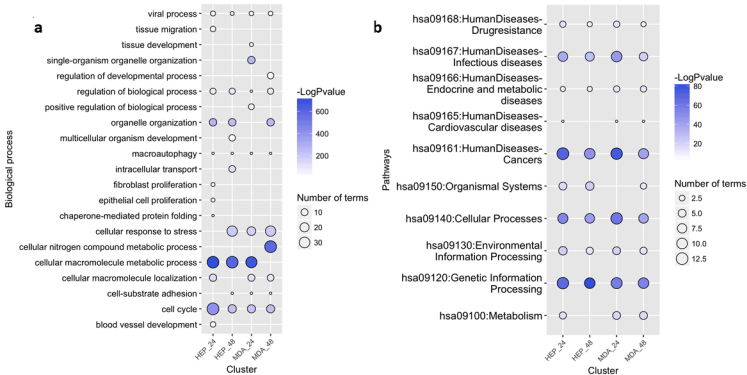 a
Biological process
viral process
tissue migration
tissue development
single-organism organelle organization
regulation of developmental process
regulation of biological process
positive regulation of biological process
organelle organization
multicellular organism development
macroautophagy
intracellular transport
fibroblast proliferation
epithelial cell proliferation
chaperone-mediated protein folding
cellular response to stress
cellular nitrogen compound metabolic process
cellular macromolecule metabolic process
cellular macromolecule localization
cell-substrate adhesion
cell cycle
blood vessel development
HEP_24
HEP_48
MDA_24
MDA_48
Cluster
-LogPvalue
600
400
200
Number of terms
10
20
30
b
Pathways
hsa09168:HumanDiseases-
Drugresistance
hsa09167:HumanDiseases-
Infectious diseases
hsa09166:HumanDiseases-
Endocrine and metabolic
diseases
hsa09165:HumanDiseases-
Cardiovascular diseases
hsa09161:HumanDiseases-
Cancers
hsa09150:Organismal Systems
hsa09140:Cellular Processes
hsa09130:Environmental
Information Processing
hsa09120:Genetic Information
Processing
hsa09100:Metabolism
HEP_24
HEP_48
MDA_24
MDA_48
Cluster
-LogPvalue
80
60
40
20
Number of terms
2.5
5.0
7.5
10.0
12.5